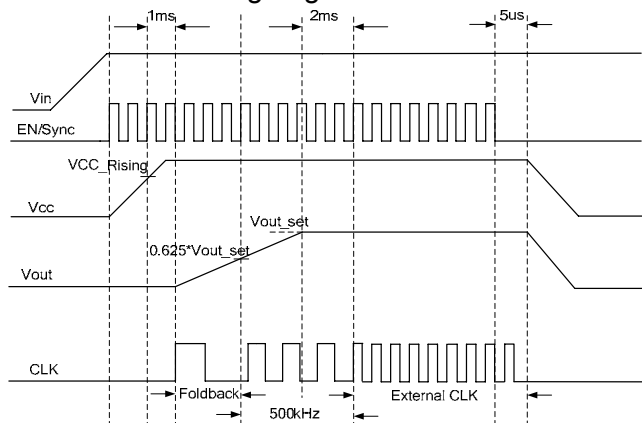 1ms
2ms
5us
Vin
EN/Sync
VCC_Rising
Vcc
Vout_set
0.625*Vout_set
Vout
CLK
Foldback
External CLK
500kHz